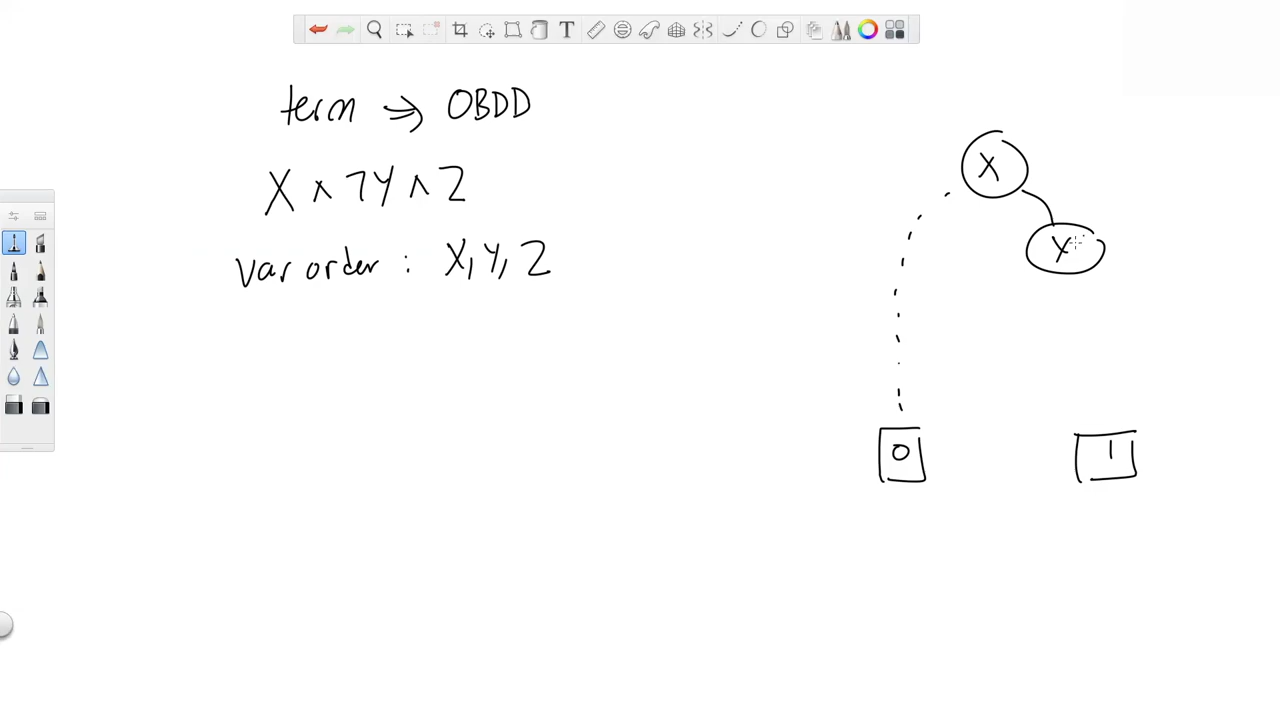 term ⇒ OBDD
X ∧ ¬Y ∧ Z
var order : X, Y, Z
X
Y
0
1
T